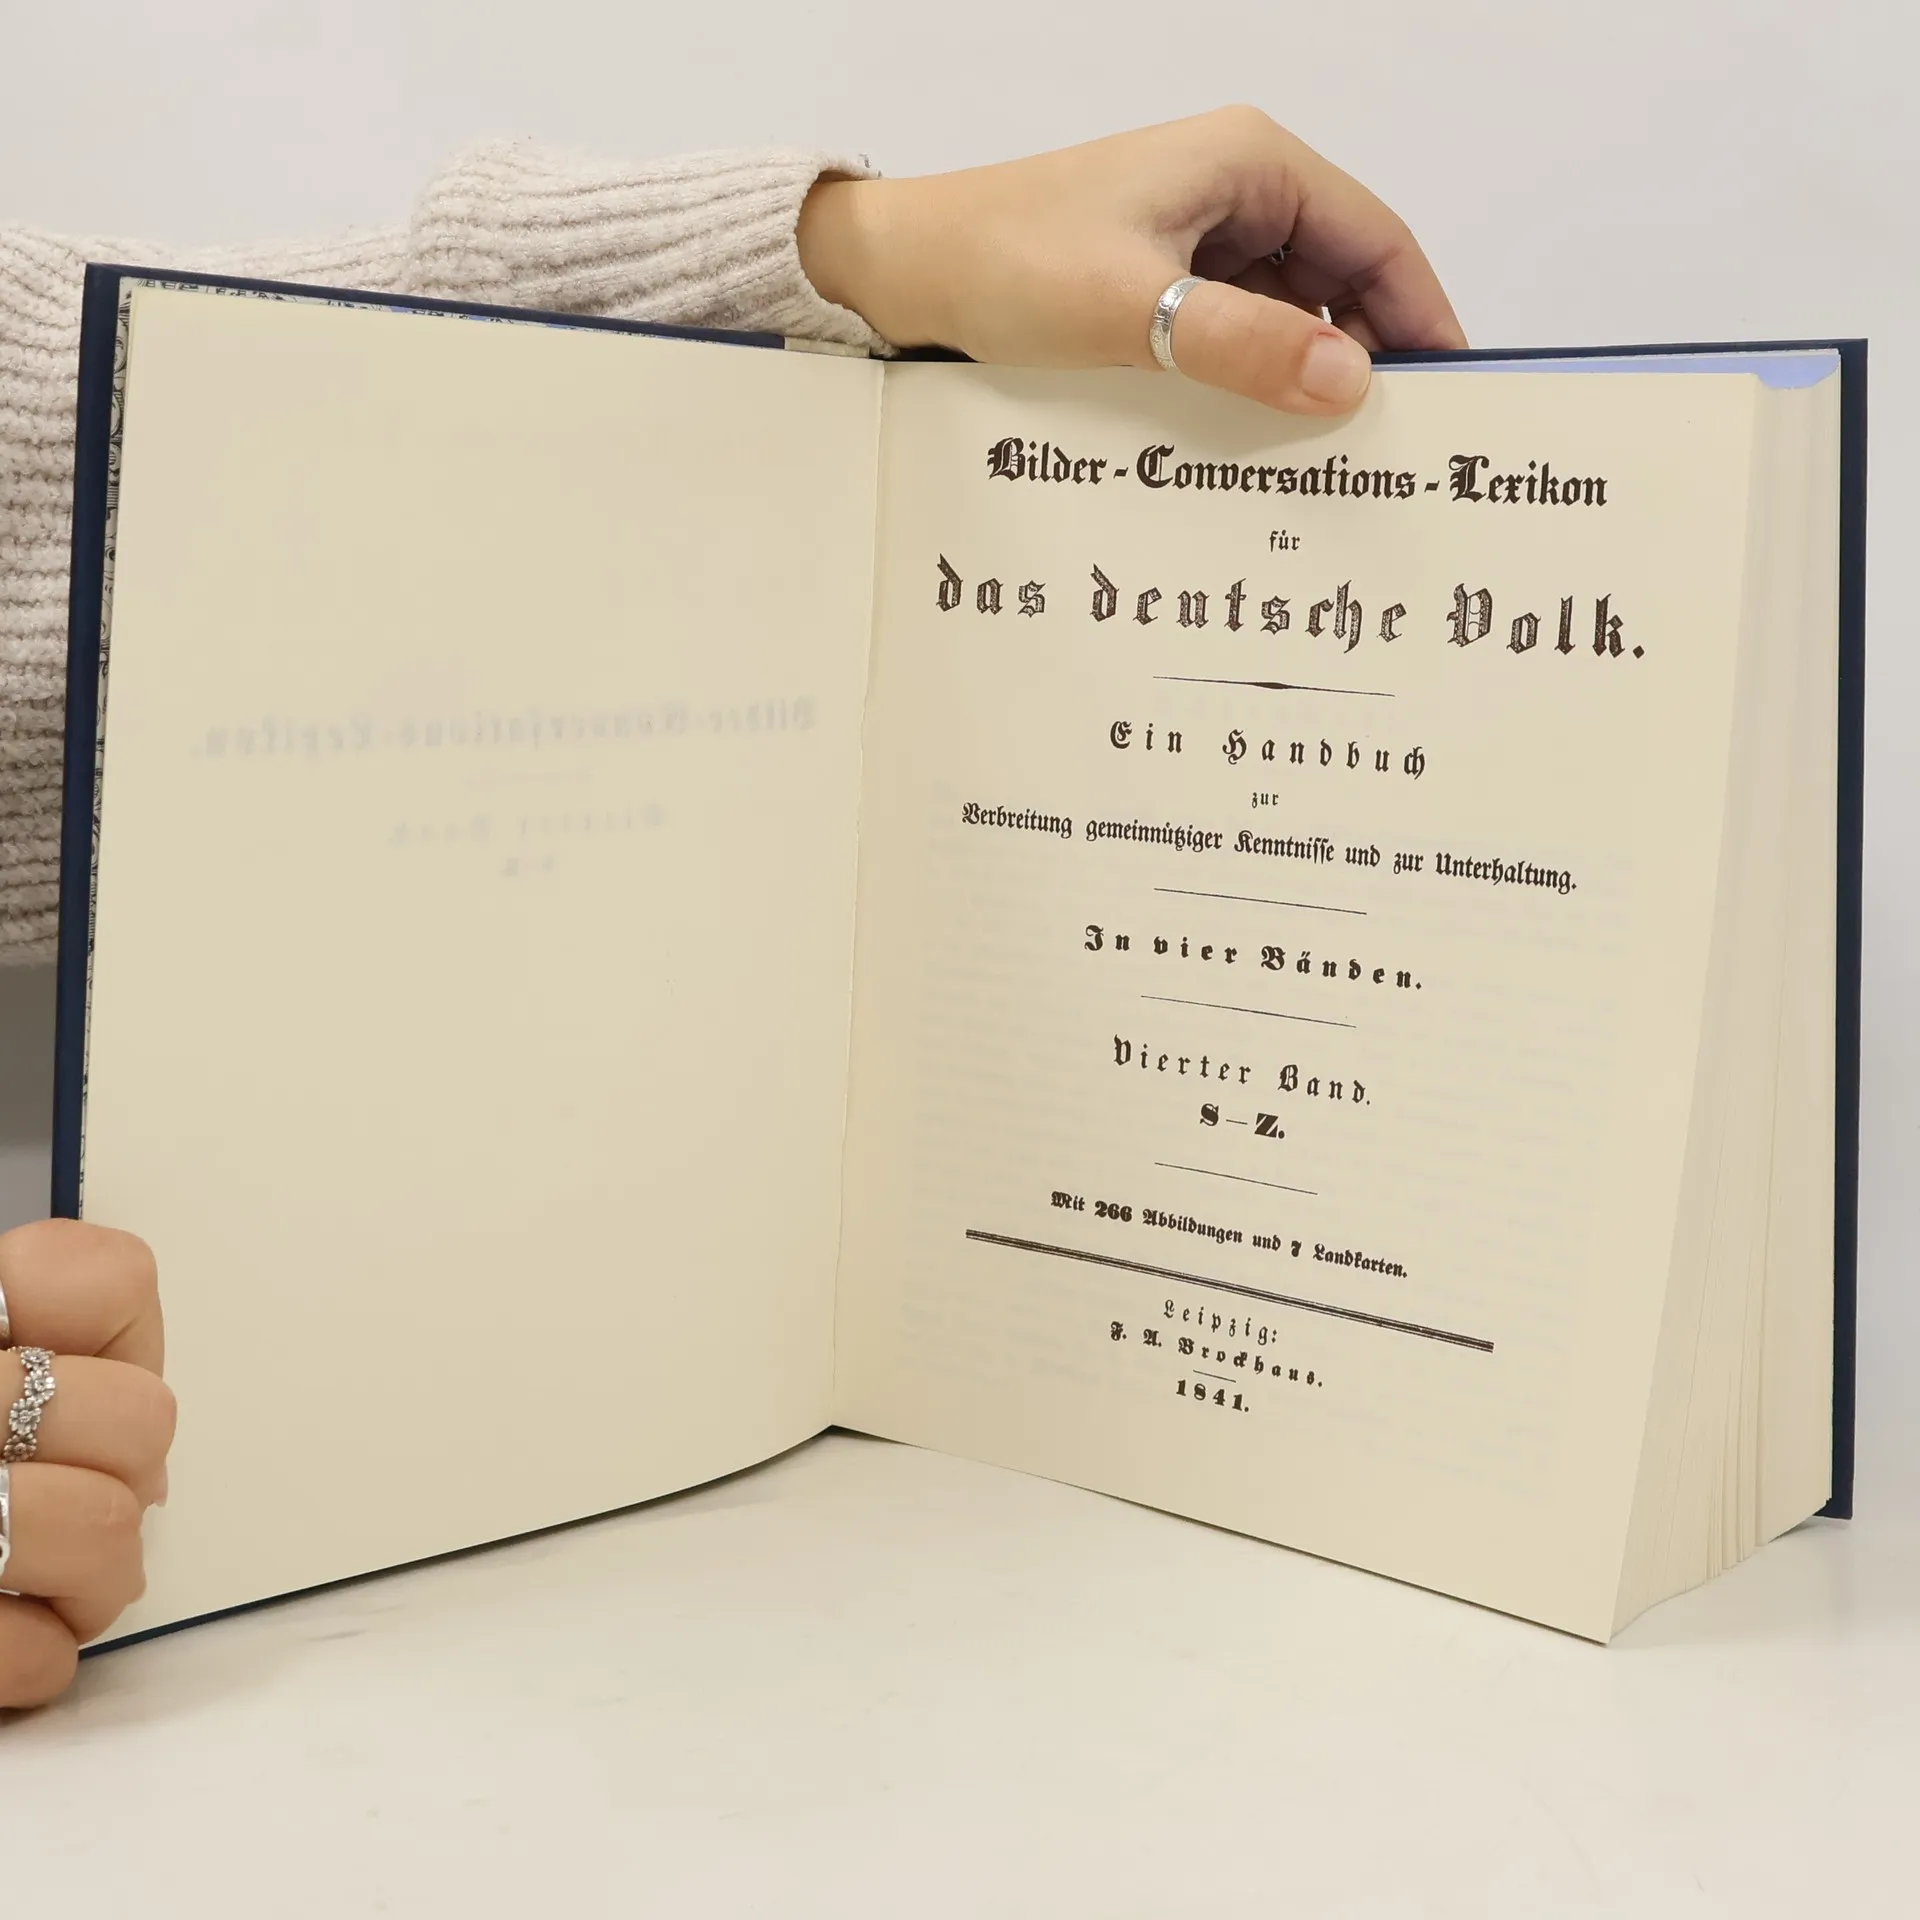 Bilder-Conversations-Lexikon
für
das deutsche Volk.
Ein Handbuch
zur
Verbreitung gemeinnütziger Kenntnisse und zur Unterhaltung.
In vier Bänden.
Vierter Band.
S–Z.
Mit 266 Abbildungen und 7 Landkarten.
Leipzig:
F. A. Brockhaus.
1841.